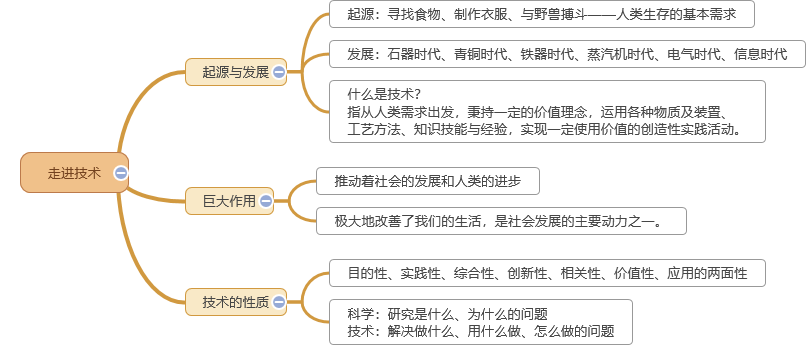 走进技术
起源与发展
起源：寻找食物、制作衣服、与野兽搏斗——人类生存的基本需求
发展：石器时代、青铜时代、铁器时代、蒸汽机时代、电气时代、信息时代
什么是技术？
指从人类需求出发，秉持一定的价值理念，运用各种物质及装置、
工艺方法、知识技能与经验，实现一定使用价值的创造性实践活动。
巨大作用
推动着社会的发展和人类的进步
极大地改善了我们的生活，是社会发展的主要动力之一。
技术的性质
目的性、实践性、综合性、创新性、相关性、价值性、应用的两面性
科学：研究是什么、为什么的问题
技术：解决做什么、用什么做、怎么做的问题